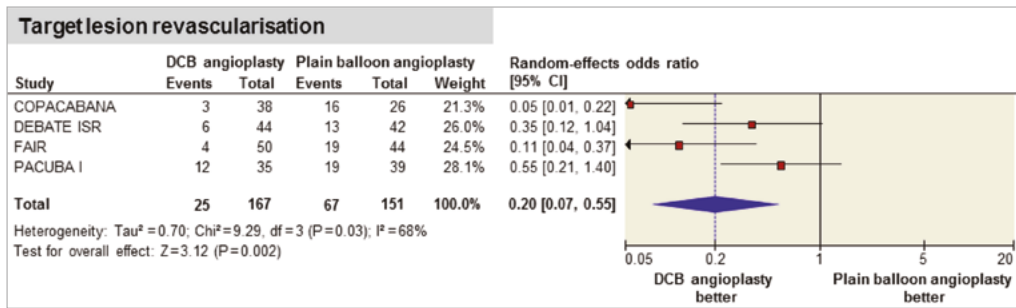 Target lesion revascularisation
DCB angioplasty Plain balloon angioplasty Random-effects odds ratio
Study Events Total Events Total Weight [95% CI]
COPACABANA 3 38 16 26 21.3% 0.05 [0.01, 0.22]
DEBATE ISR 6 44 13 42 26.0% 0.35 [0.12, 1.04]
FAIR 4 50 19 44 24.5% 0.11 [0.04, 0.37]
PACUBA I 12 35 19 39 28.1% 0.55 [0.21, 1.40]
Total 25 167 67 151 100.0% 0.20 [0.07, 0.55]
Heterogeneity: Tau² = 0.70; Chi² = 9.29, df = 3 (P = 0.03); I² = 68%
Test for overall effect: Z = 3.12 (P = 0.002)
0.05 0.2 1 5 20
DCB angioplasty Plain balloon angioplasty
better better